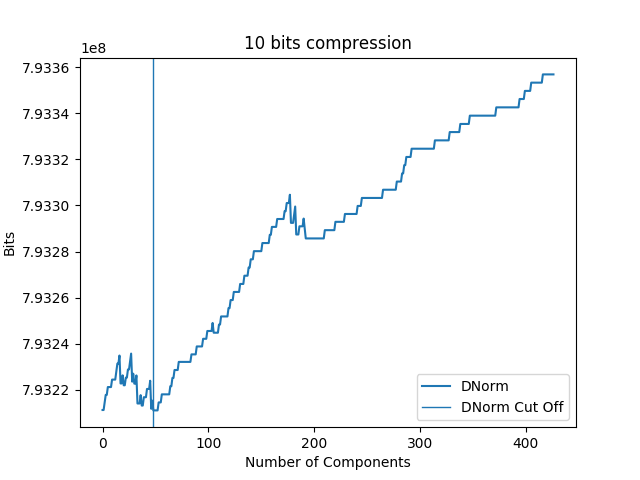 10 bits compression
1e8
7.9336
7.9334
7.9332
7.9330
7.9328
7.9326
7.9324
7.9322
Bits
0 100 200 300 400
Number of Components
DNorm
DNorm Cut Off